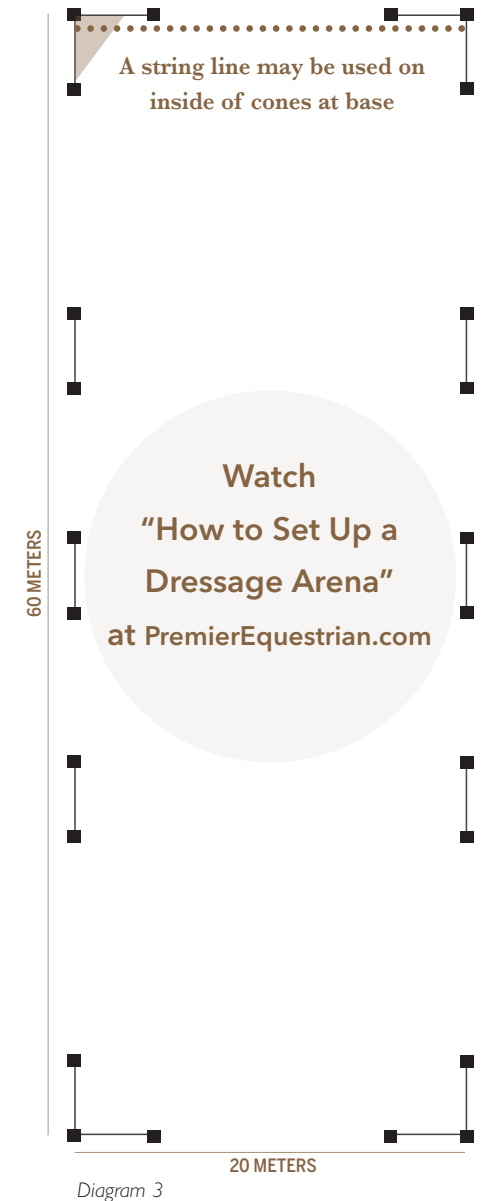 A string line may be used on
inside of cones at base
Watch
“How to Set Up a
Dressage Arena”
at PremierEquestrian.com
60 METERS
20 METERS
Diagram 3